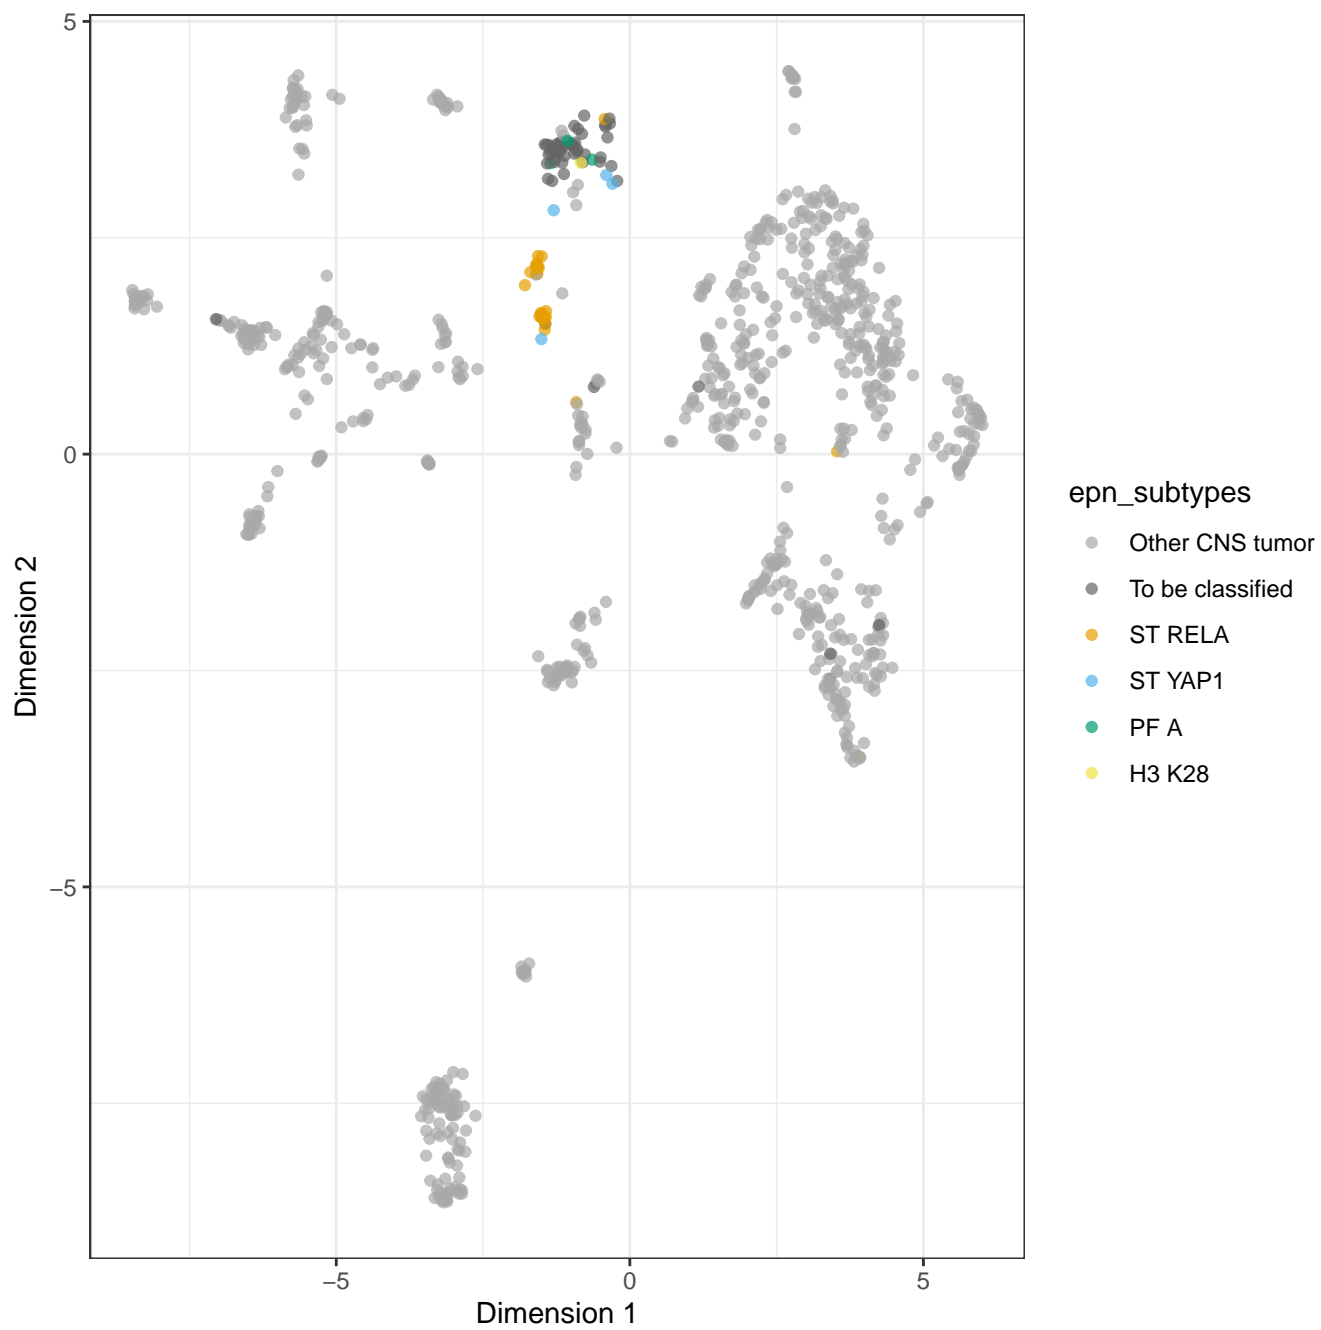 5
0
−5
Dimension 2
−5
0
5
Dimension 1
epn_subtypes
Other CNS tumor
To be classified
ST RELA
ST YAP1
PF A
H3 K28